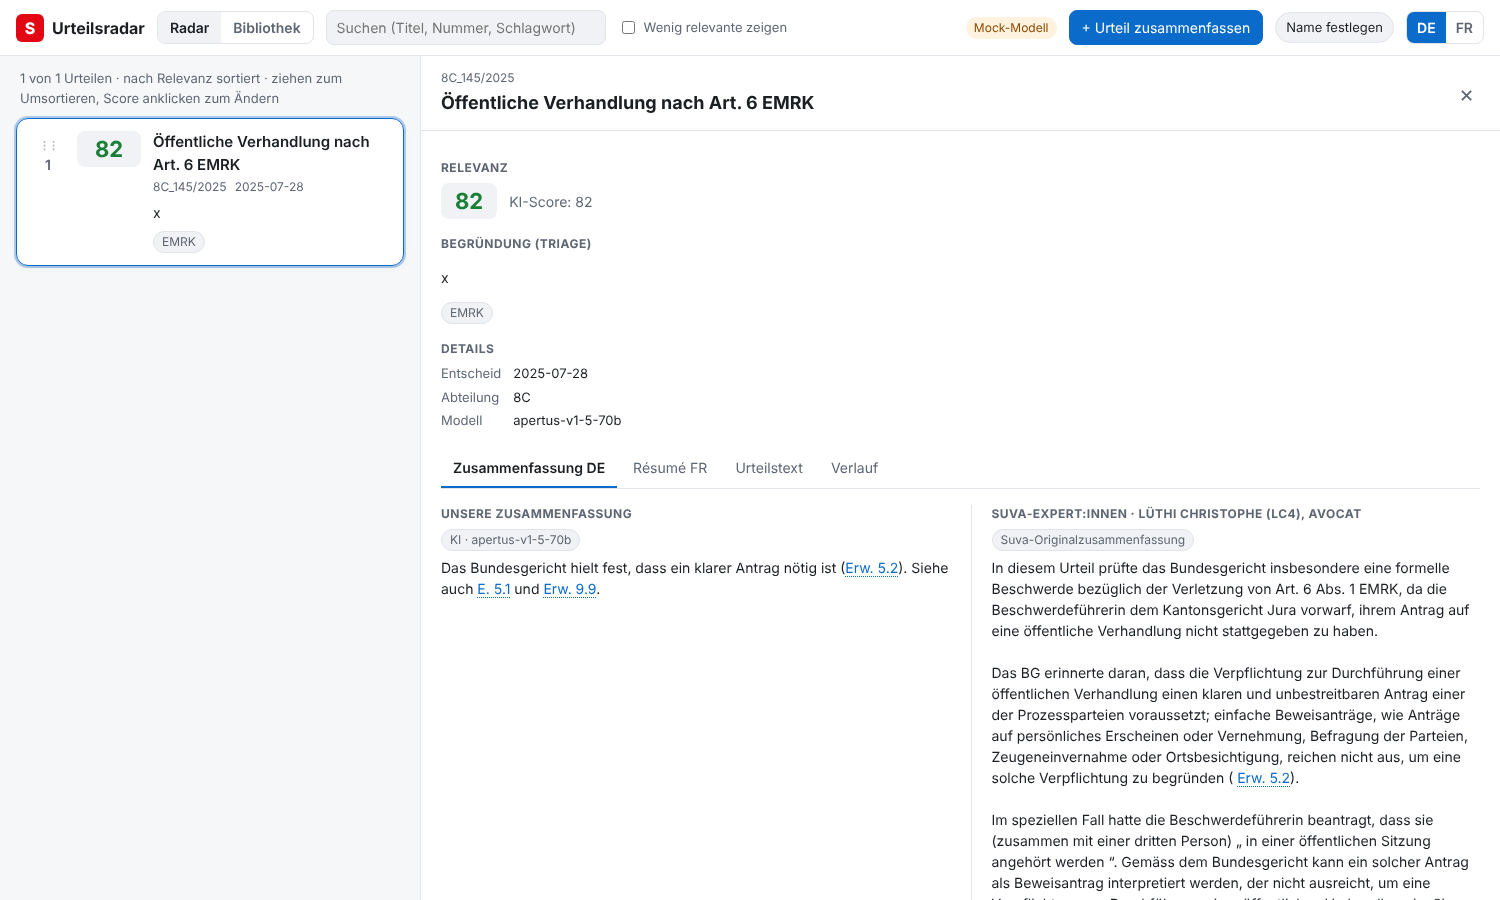 S Urteilsradar Radar Bibliothek Suchen (Titel, Nummer, Schlagwort) Wenig relevante zeigen Mock-Modell + Urteil zusammenfassen Name festlegen DE FR
1 von 1 Urteilen · nach Relevanz sortiert · ziehen zum
Umsortieren, Score anklicken zum Ändern
1
82
Öffentliche Verhandlung nach
Art. 6 EMRK
8C_145/2025 2025-07-28
x
EMRK
8C_145/2025
Öffentliche Verhandlung nach Art. 6 EMRK
✕
RELEVANZ
82 KI-Score: 82
BEGRÜNDUNG (TRIAGE)
x
EMRK
DETAILS
Entscheid 2025-07-28
Abteilung 8C
Modell apertus-v1-5-70b
Zusammenfassung DE Résumé FR Urteilstext Verlauf
UNSERE ZUSAMMENFASSUNG
KI · apertus-v1-5-70b
Das Bundesgericht hielt fest, dass ein klarer Antrag nötig ist (Erw. 5.2). Siehe
auch E. 5.1 und Erw. 9.9.
SUVA-EXPERT:INNEN · LÜTHI CHRISTOPHE (LC4), AVOCAT
Suva-Originalzusammenfassung
In diesem Urteil prüfte das Bundesgericht insbesondere eine formelle
Beschwerde bezüglich der Verletzung von Art. 6 Abs. 1 EMRK, da die
Beschwerdeführerin dem Kantonsgericht Jura vorwarf, ihrem Antrag auf
eine öffentliche Verhandlung nicht stattgegeben zu haben.
Das BG erinnerte daran, dass die Verpflichtung zur Durchführung einer
öffentlichen Verhandlung einen klaren und unbestreitbaren Antrag einer
der Prozessparteien voraussetzt; einfache Beweisanträge, wie Anträge
auf persönliches Erscheinen oder Vernehmung, Befragung der Parteien,
Zeugeneinvernahme oder Ortsbesichtigung, reichen nicht aus, um eine
solche Verpflichtung zu begründen ( Erw. 5.2).
Im speziellen Fall hatte die Beschwerdeführerin beantragt, dass sie
(zusammen mit einer dritten Person) „ in einer öffentlichen Sitzung
angehört werden “. Gemäss dem Bundesgericht kann ein solcher Antrag
als Beweisantrag interpretiert werden, der nicht ausreicht, um eine